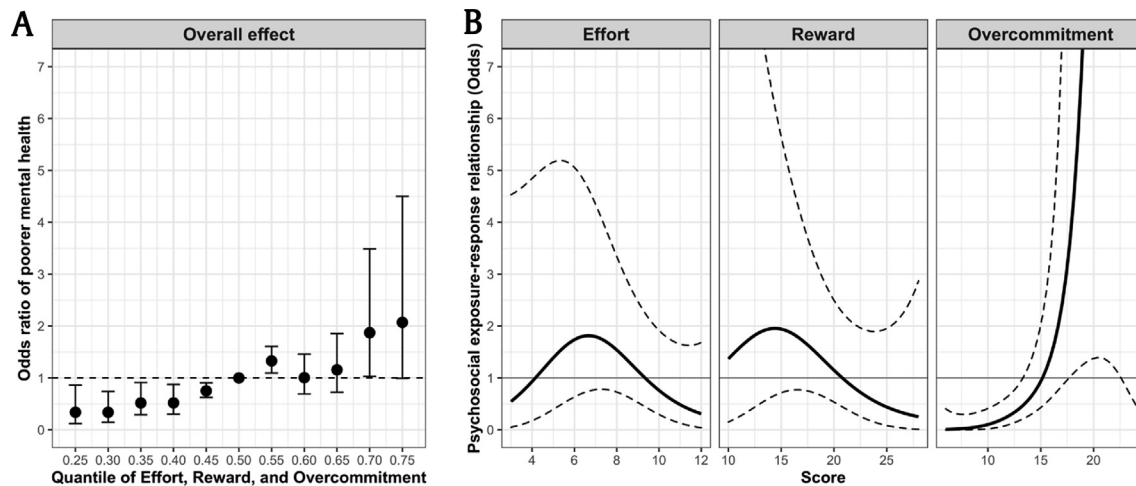 A
Overall effect
Odds ratio of poorer mental health
7
6
5
4
3
2
1
0
0.25 0.30 0.35 0.40 0.45 0.50 0.55 0.60 0.65 0.70 0.75
Quantile of Effort, Reward, and Overcommitment
B
Effort Reward Overcommitment
Psychosocial exposure-response relationship (Odds)
7
6
5
4
3
2
1
0
4 6 8 10 12 10 15 20 25 10 15 20
Score